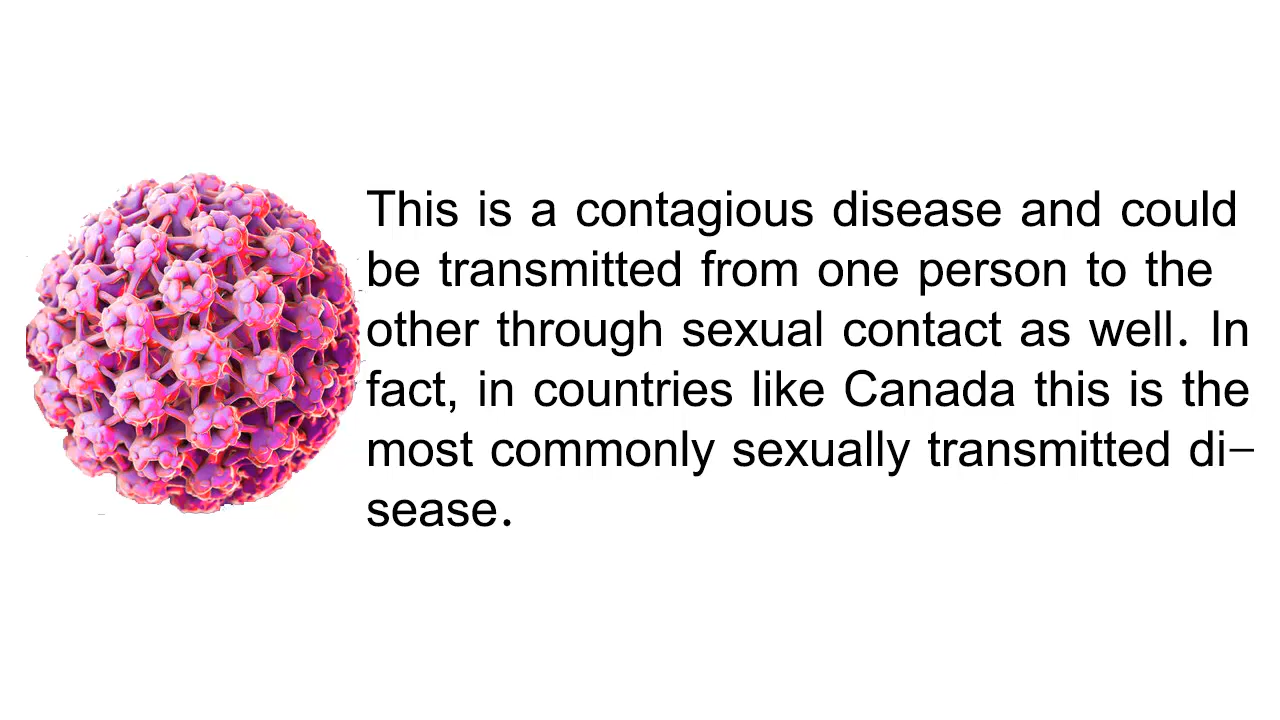 This is a contagious disease and could
be transmitted from one person to the
other through sexual contact as well. In
fact, in countries like Canada this is the
most commonly sexually transmitted di-
sease.